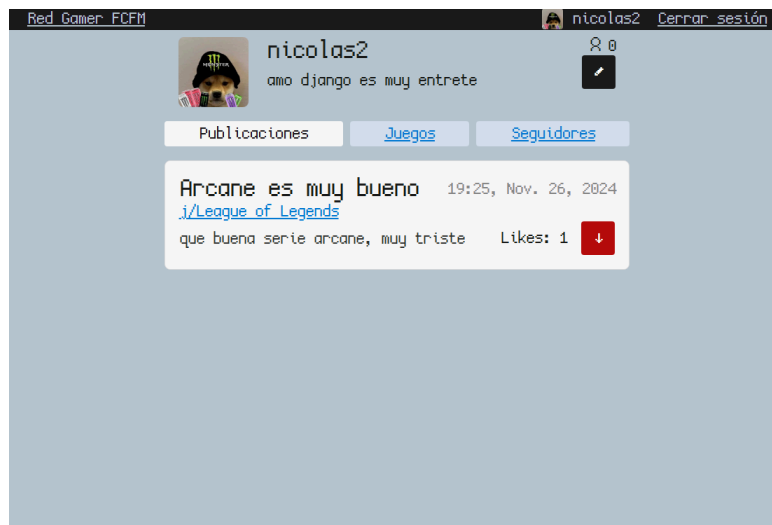 Red Gamer FCFM nicolas2 Cerrar sesión
nicolas2 0
amo django es muy entrete
Publicaciones Juegos Seguidores
Arcane es muy bueno 19:25, Nov. 26, 2024
j/League of Legends
que buena serie arcane, muy triste Likes: 1 ↓